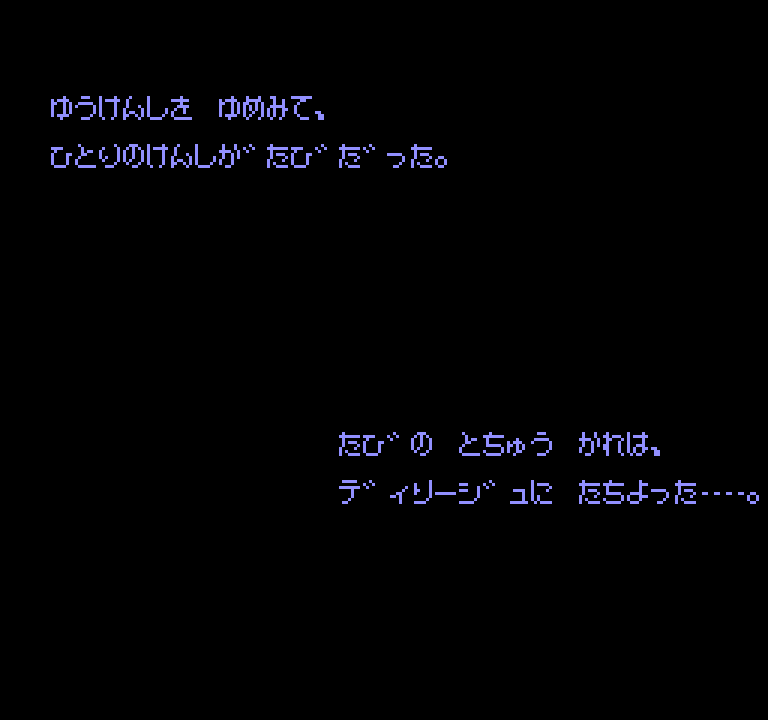 ゆうけんしを ゆめみて、
ひとりのけんしがたびだった。
たびの とちゅう かれは、
ディリージュに たちよった‥‥。